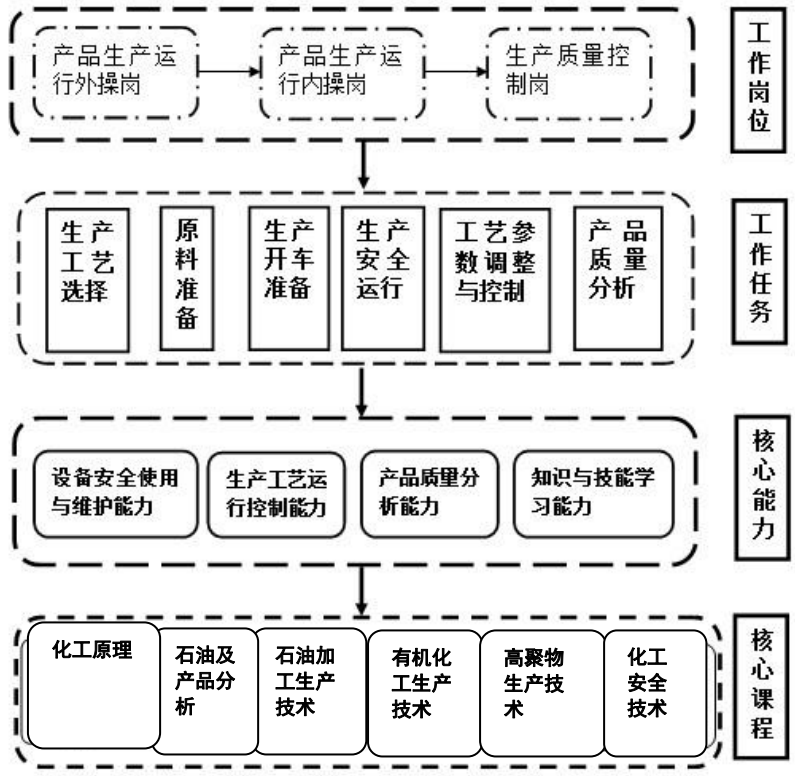 产品生产运
行外操岗
产品生产运
行内操岗
生产质量控
制岗
工
作
岗
位
生产
工艺
选择
原
料
准
备
生产
开车
准备
生产
安全
运行
工艺参
数调整
与控制
产品
质量
分析
工
作
任
务
设备安全使用
与维护能力
生产工艺运
行控制能力
产品质量分
析能力
知识与技能学
习能力
核
心
能
力
化工原理
石油及
产品分
析
石油加
工生产
技术
有机化
工生产
技术
高聚物
生产技
术
化工
安全
技术
核
心
课
程